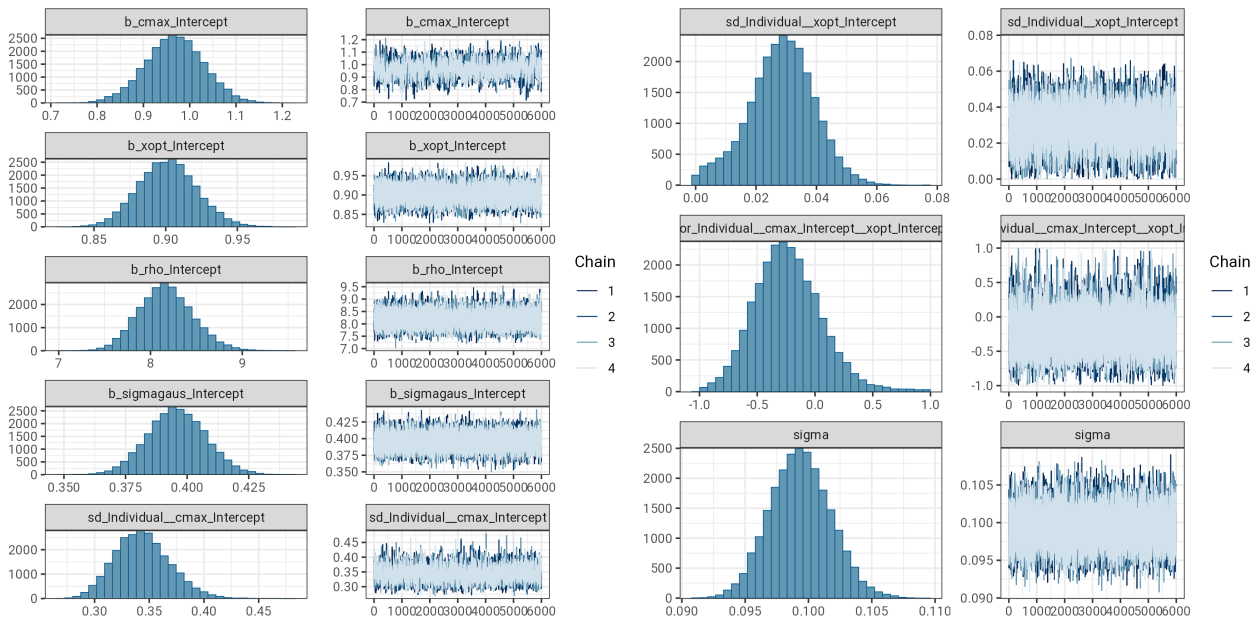 b_cmax_Intercept
2500
2000
1500
1000
500
0
0.7 0.8 0.9 1.0 1.1 1.2
b_cmax_Intercept
1.2
1.1
1.0
0.9
0.8
0.7
0 1000 2000 3000 4000 5000 6000
b_xopt_Intercept
2500
2000
1500
1000
500
0
0.85 0.90 0.95
b_xopt_Intercept
0.95
0.90
0.85
0 1000 2000 3000 4000 5000 6000
b_rho_Intercept
2000
1000
0
7 8 9
b_rho_Intercept
9.5
9.0
8.5
8.0
7.5
7.0
0 1000 2000 3000 4000 5000 6000
b_sigmagaus_Intercept
2500
2000
1500
1000
500
0
0.350 0.375 0.400 0.425
b_sigmagaus_Intercept
0.425
0.400
0.375
0.350
0 1000 2000 3000 4000 5000 6000
sd_Individual__cmax_Intercept
2000
1000
0
0.30 0.35 0.40 0.45
sd_Individual__cmax_Intercept
0.45
0.40
0.35
0.30
0 1000 2000 3000 4000 5000 6000
Chain
1
2
3
4
sd_Individual__xopt_Intercept
2000
1500
1000
500
0
0.00 0.02 0.04 0.06 0.08
sd_Individual__xopt_Intercept
0.08
0.06
0.04
0.02
0.00
0 1000 2000 3000 4000 5000 6000
or_Individual__cmax_Intercept__xopt_Intercep
2000
1500
1000
500
0
-1.0 -0.5 0.0 0.5 1.0
vidual__cmax_Intercept__xopt_I
1.0
0.5
0.0
-0.5
-1.0
0 1000 2000 3000 4000 5000 6000
sigma
2500
2000
1500
1000
500
0
0.090 0.095 0.100 0.105 0.110
sigma
0.105
0.100
0.095
0.090
0 1000 2000 3000 4000 5000 6000
Chain
1
2
3
4